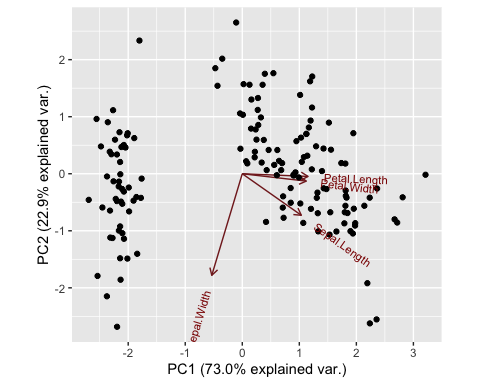 2
1
0
-1
-2
PC2 (22.9% explained var.)
Petal.Length
Petal.Width
Sepal.Length
epal.Width
-2
-1
0
1
2
3
PC1 (73.0% explained var.)